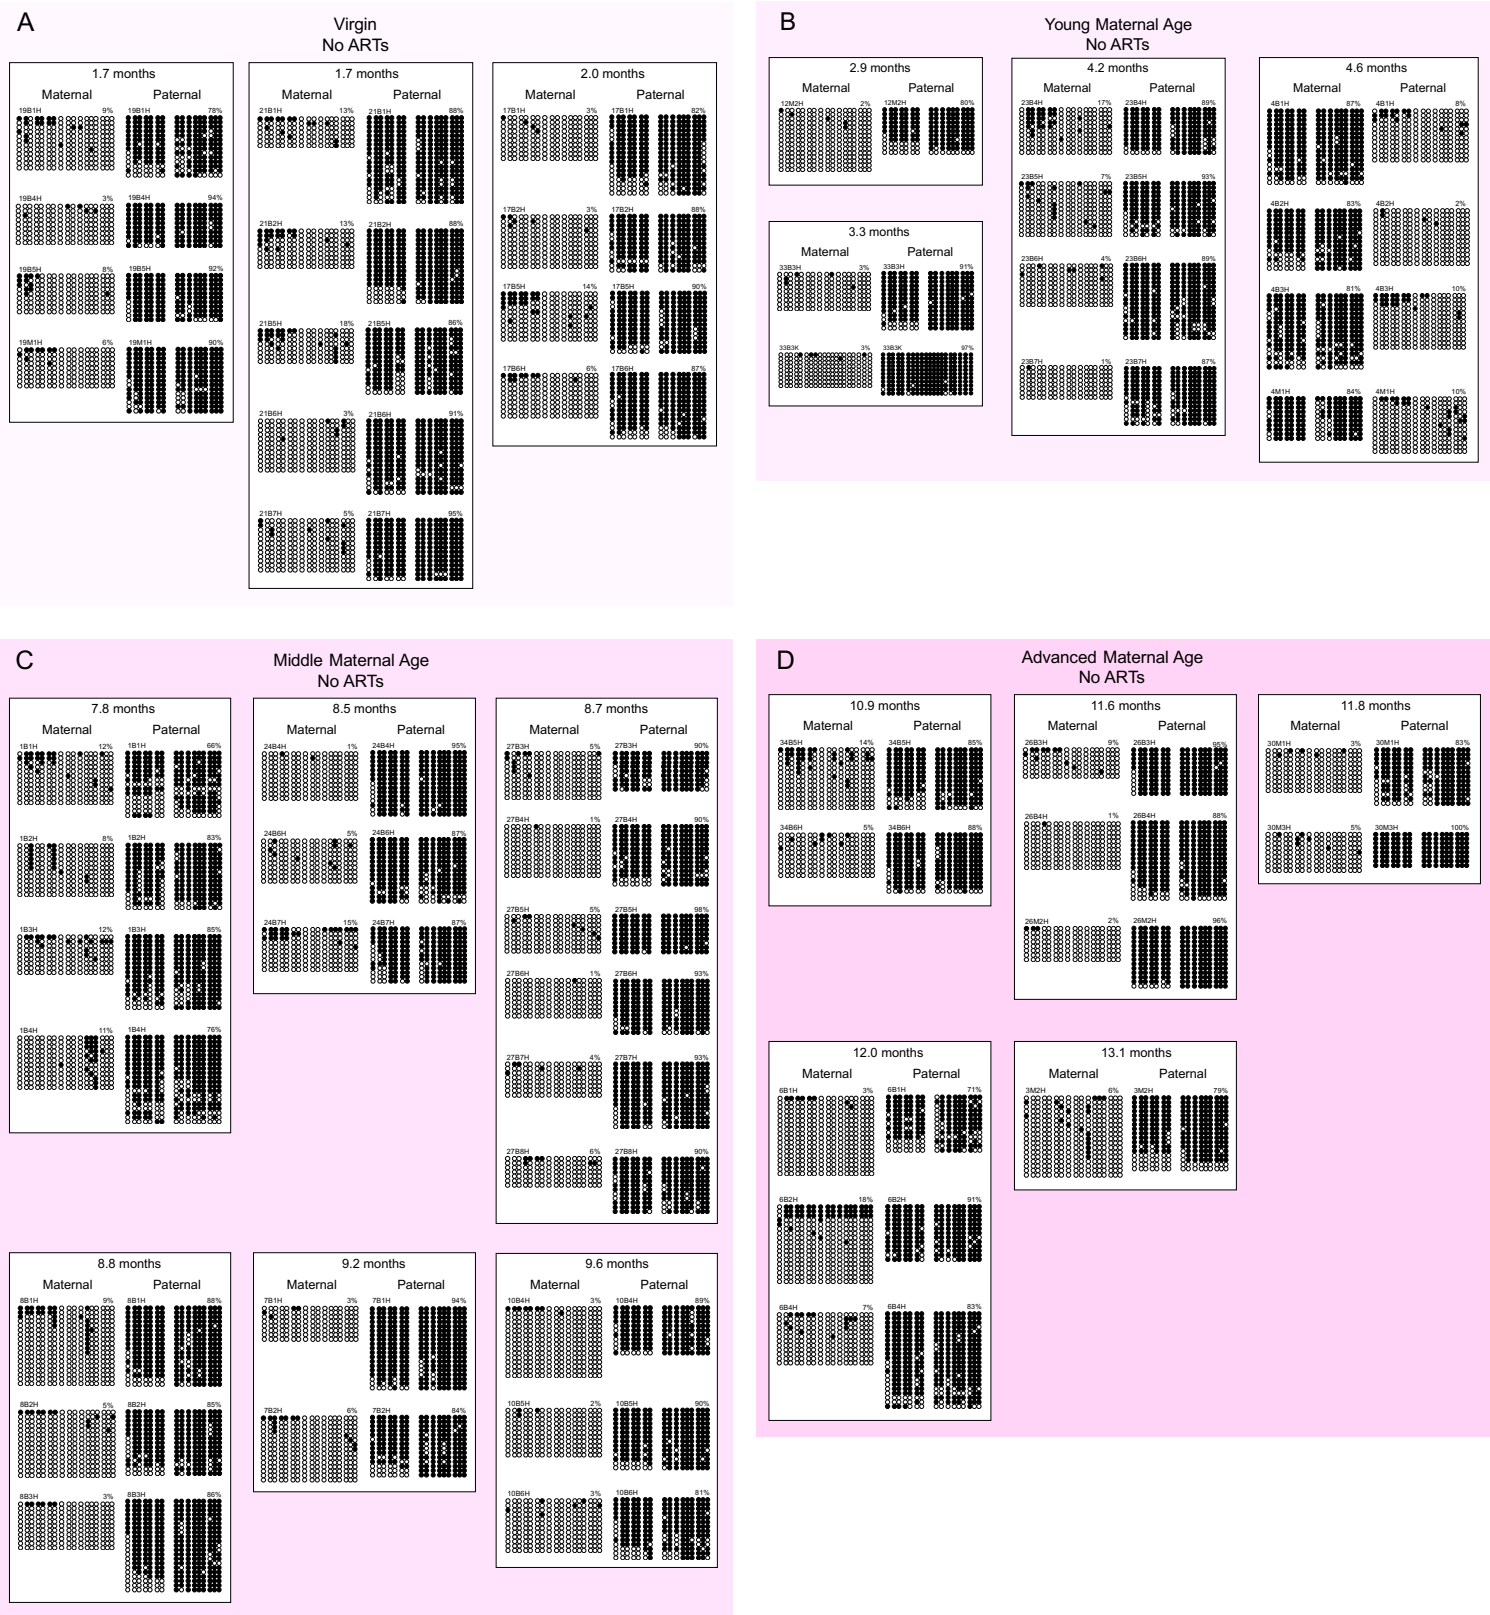 A
Virgin
No ARTs
1.7 months
Maternal Paternal
19B1H 9% 19B1H 78%
19B4H 3% 19B4H 94%
19B5H 8% 19B5H 92%
19M1H 6% 19M1H 90%
1.7 months
Maternal Paternal
21B1H 13% 21B1H 88%
21B2H 13% 21B2H 88%
21B5H 18% 21B5H 86%
21B6H 3% 21B6H 91%
21B7H 5% 21B7H 95%
2.0 months
Maternal Paternal
17B1H 3% 17B1H 82%
17B2H 3% 17B2H 88%
17B5H 14% 17B5H 90%
17B6H 6% 17B6H 87%
B
Young Maternal Age
No ARTs
2.9 months
Maternal Paternal
12M2H 2% 12M2H 80%
3.3 months
Maternal Paternal
33B3H 3% 33B3H 91%
33B3K 3% 33B3K 97%
4.2 months
Maternal Paternal
23B4H 17% 23B4H 89%
23B5H 7% 23B5H 93%
23B6H 4% 23B6H 89%
23B7H 1% 23B7H 87%
4.6 months
Maternal Paternal
4B1H 87% 4B1H 8%
4B2H 83% 4B2H 2%
4B3H 81% 4B3H 10%
4M1H 84% 4M1H 10%
C
Middle Maternal Age
No ARTs
7.8 months
Maternal Paternal
1B1H 12% 1B1H 66%
1B2H 8% 1B2H 83%
1B3H 12% 1B3H 85%
1B4H 11% 1B4H 76%
8.5 months
Maternal Paternal
24B4H 1% 24B4H 95%
24B6H 5% 24B6H 87%
24B7H 15% 24B7H 87%
8.7 months
Maternal Paternal
27B3H 5% 27B3H 90%
27B4H 1% 27B4H 90%
27B5H 5% 27B5H 98%
27B6H 1% 27B6H 93%
27B7H 4% 27B7H 93%
27B8H 6% 27B8H 90%
8.8 months
Maternal Paternal
8B1H 9% 8B1H 88%
8B2H 5% 8B2H 85%
8B3H 3% 8B3H 86%
9.2 months
Maternal Paternal
7B1H 3% 7B1H 94%
7B2H 6% 7B2H 84%
9.6 months
Maternal Paternal
10B4H 3% 10B4H 89%
10B5H 2% 10B5H 90%
10B6H 3% 10B6H 81%
D
Advanced Maternal Age
No ARTs
10.9 months
Maternal Paternal
34B5H 14% 34B5H 85%
34B6H 5% 34B6H 88%
11.6 months
Maternal Paternal
26B3H 9% 26B3H 95%
26B4H 1% 26B4H 88%
26M2H 2% 26M2H 96%
11.8 months
Maternal Paternal
30M1H 3% 30M1H 83%
30M3H 5% 30M3H 100%
12.0 months
Maternal Paternal
6B1H 3% 6B1H 71%
6B2H 18% 6B2H 91%
6B4H 7% 6B4H 83%
13.1 months
Maternal Paternal
3M2H 6% 3M2H 79%